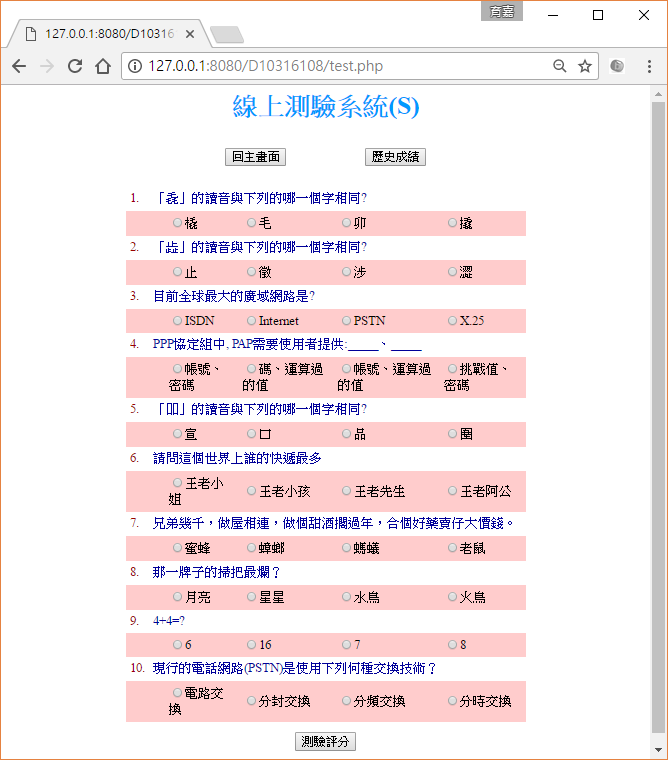 育嘉
127.0.0.1:8080/D10316
127.0.0.1:8080/D10316108/test.php
線上測驗系統(S)
回主畫面 歷史成績
1. 「毳」的讀音與下列的哪一個字相同?
橇 毛 卯 撬
2. 「歮」的讀音與下列的哪一個字相同?
止 徵 涉 澀
3. 目前全球最大的廣域網路是?
ISDN Internet PSTN X.25
4. PPP協定組中, PAP需要使用者提供:_____、_____
帳號、密碼 碼、運算過的值 帳號、運算過的值 挑戰值、密碼
5. 「吅」的讀音與下列的哪一個字相同?
宣 口 品 圈
6. 請問這個世界上誰的快遞最多
王老小姐 王老小孩 王老先生 王老阿公
7. 兄弟幾千，做屋相連，做個甜酒擱過年，合個好藥賣仔大價錢。
蜜蜂 蟑螂 螞蟻 老鼠
8. 那一牌子的掃把最爛？
月亮 星星 水鳥 火鳥
9. 4+4=?
6 16 7 8
10. 現行的電話網路(PSTN)是使用下列何種交換技術？
電路交換 分封交換 分頻交換 分時交換
測驗評分